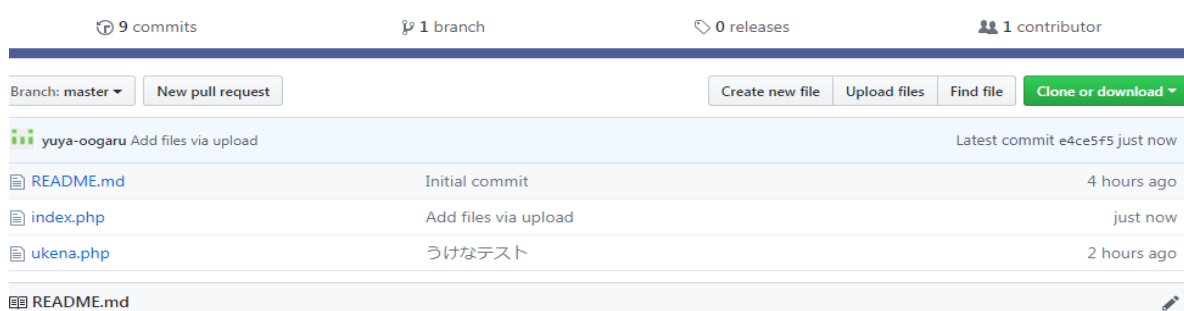 9 commits 1 branch 0 releases 1 contributor
Branch: master New pull request Create new file Upload files Find file Clone or download
yuya-oogaru Add files via upload Latest commit e4ce5f5 just now
README.md Initial commit 4 hours ago
index.php Add files via upload just now
ukena.php うけなテスト 2 hours ago
README.md